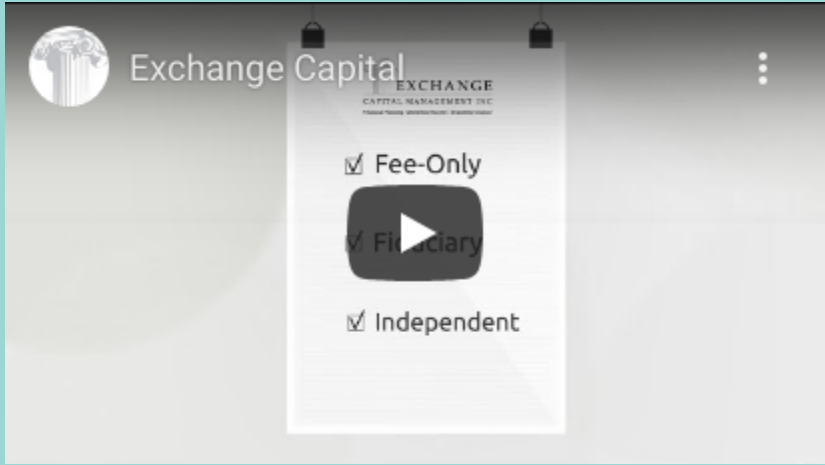 Exchange Capital
EXCHANGE
CAPITAL MANAGEMENT INC
Fee-Only
Fiduciary
Independent